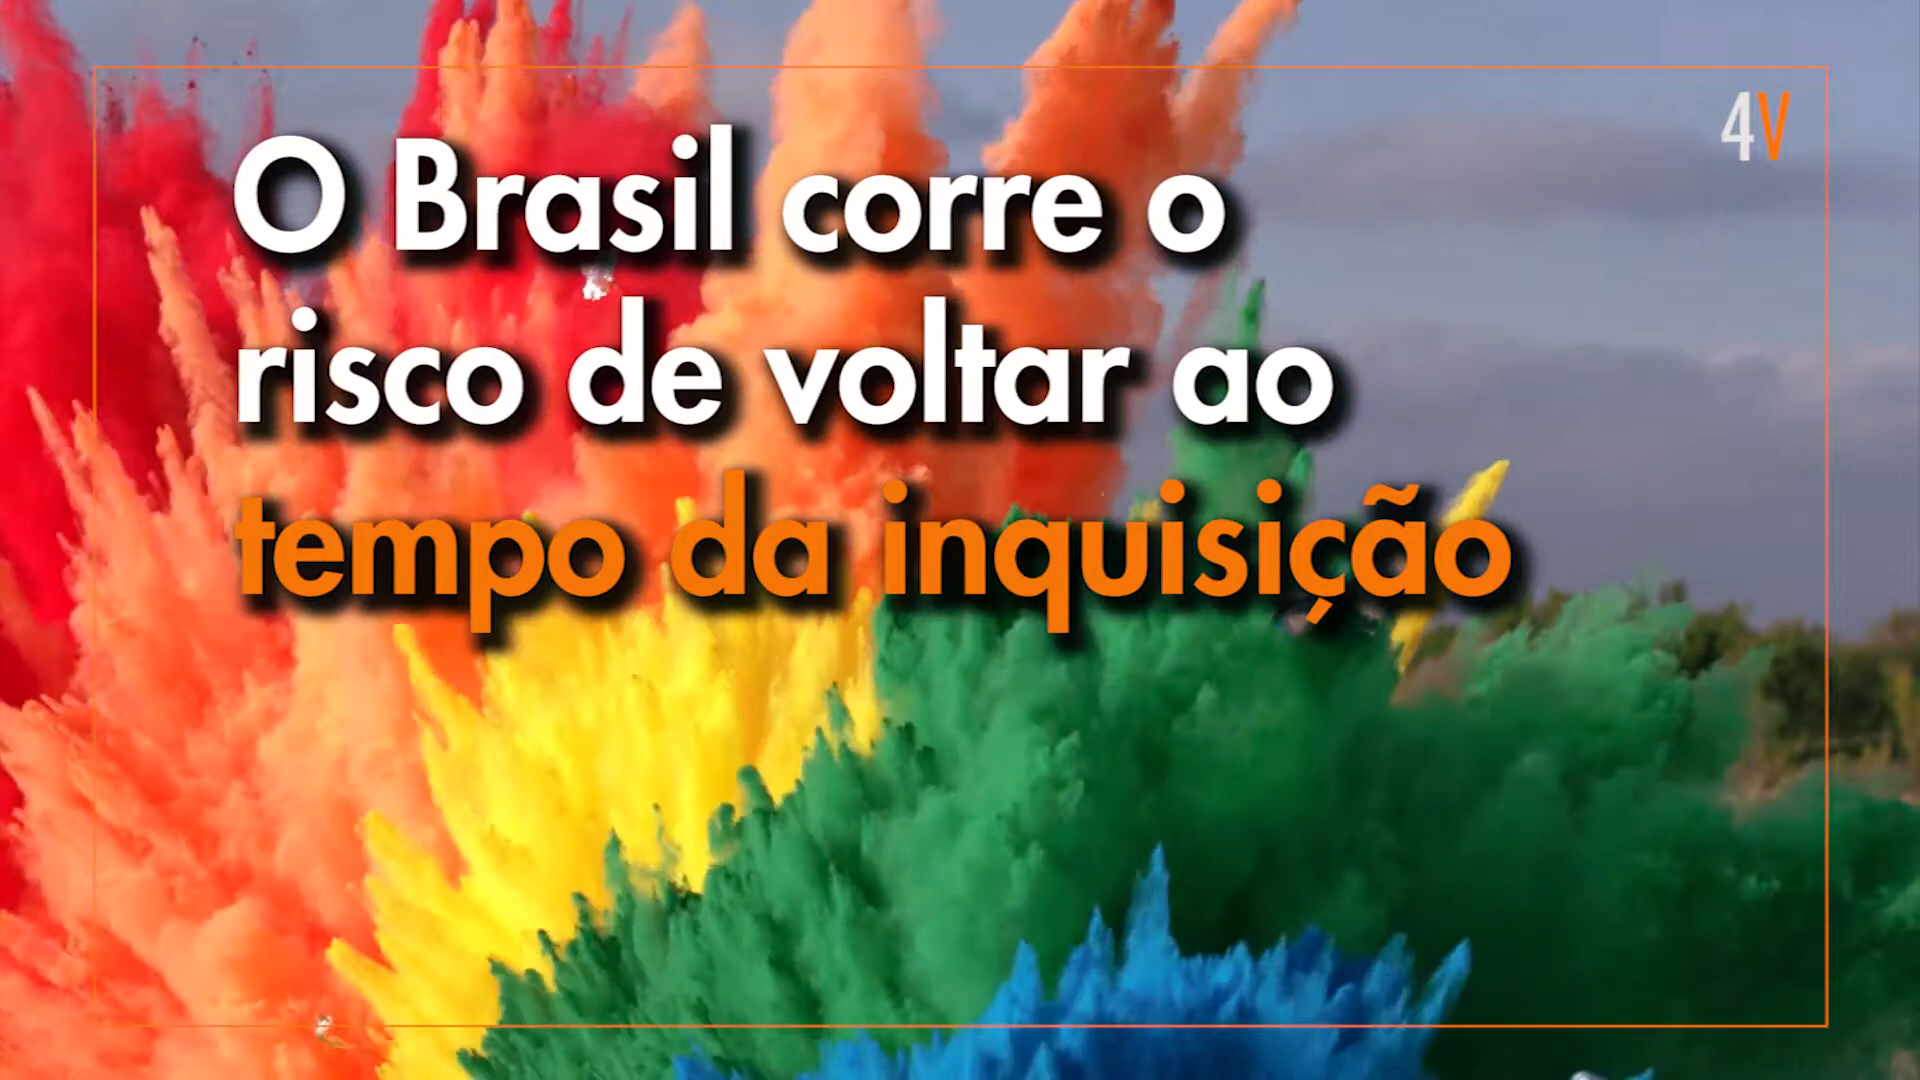 4V
O Brasil corre o
risco de voltar ao
tempo da inquisição